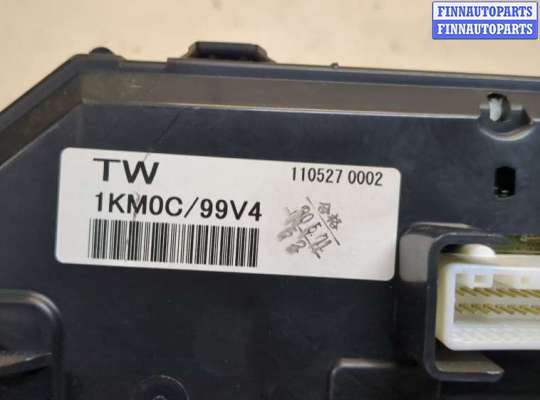 FINNAUTOPARTS
FINNAUTOPARTS
TW
110527 0002
1KM0C/99V4